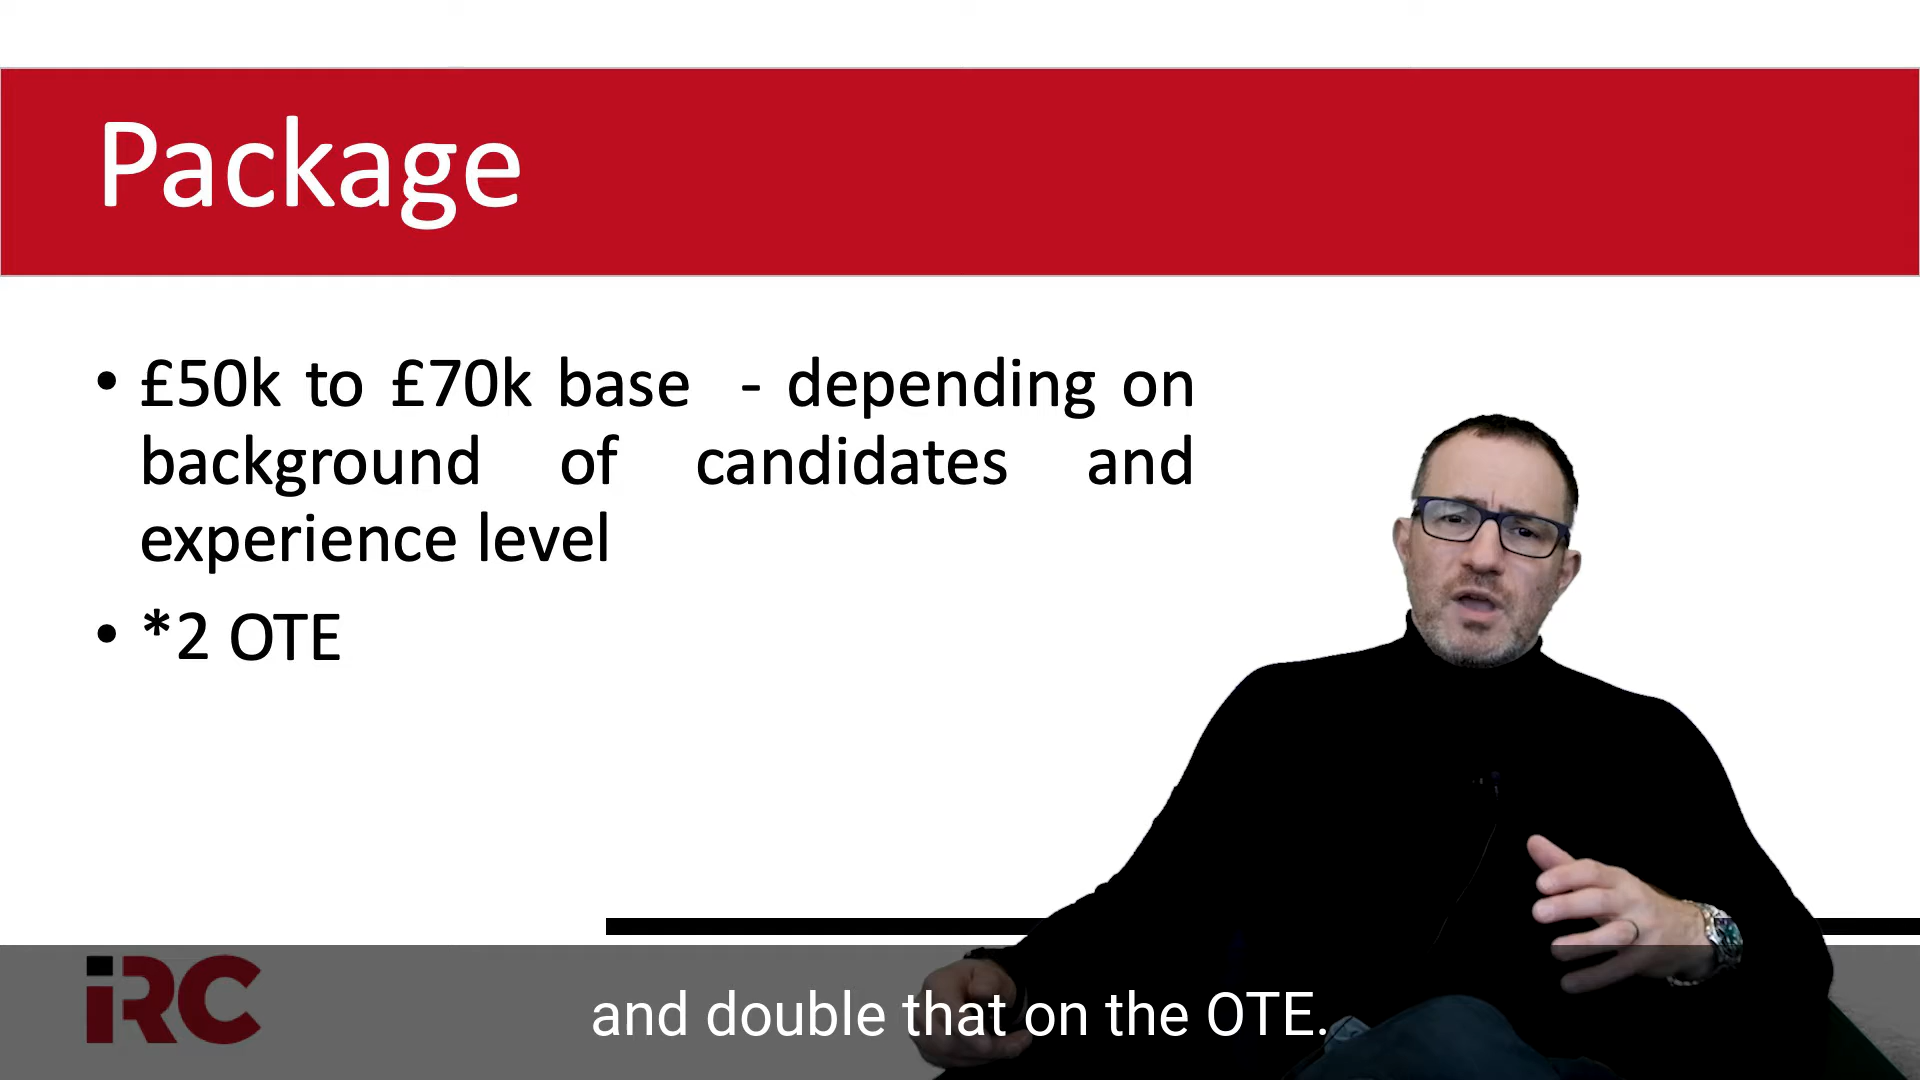 Package
• £50k to £70k base - depending on
background of candidates and
experience level
• *2 OTE
iRC
and double that on the OTE.